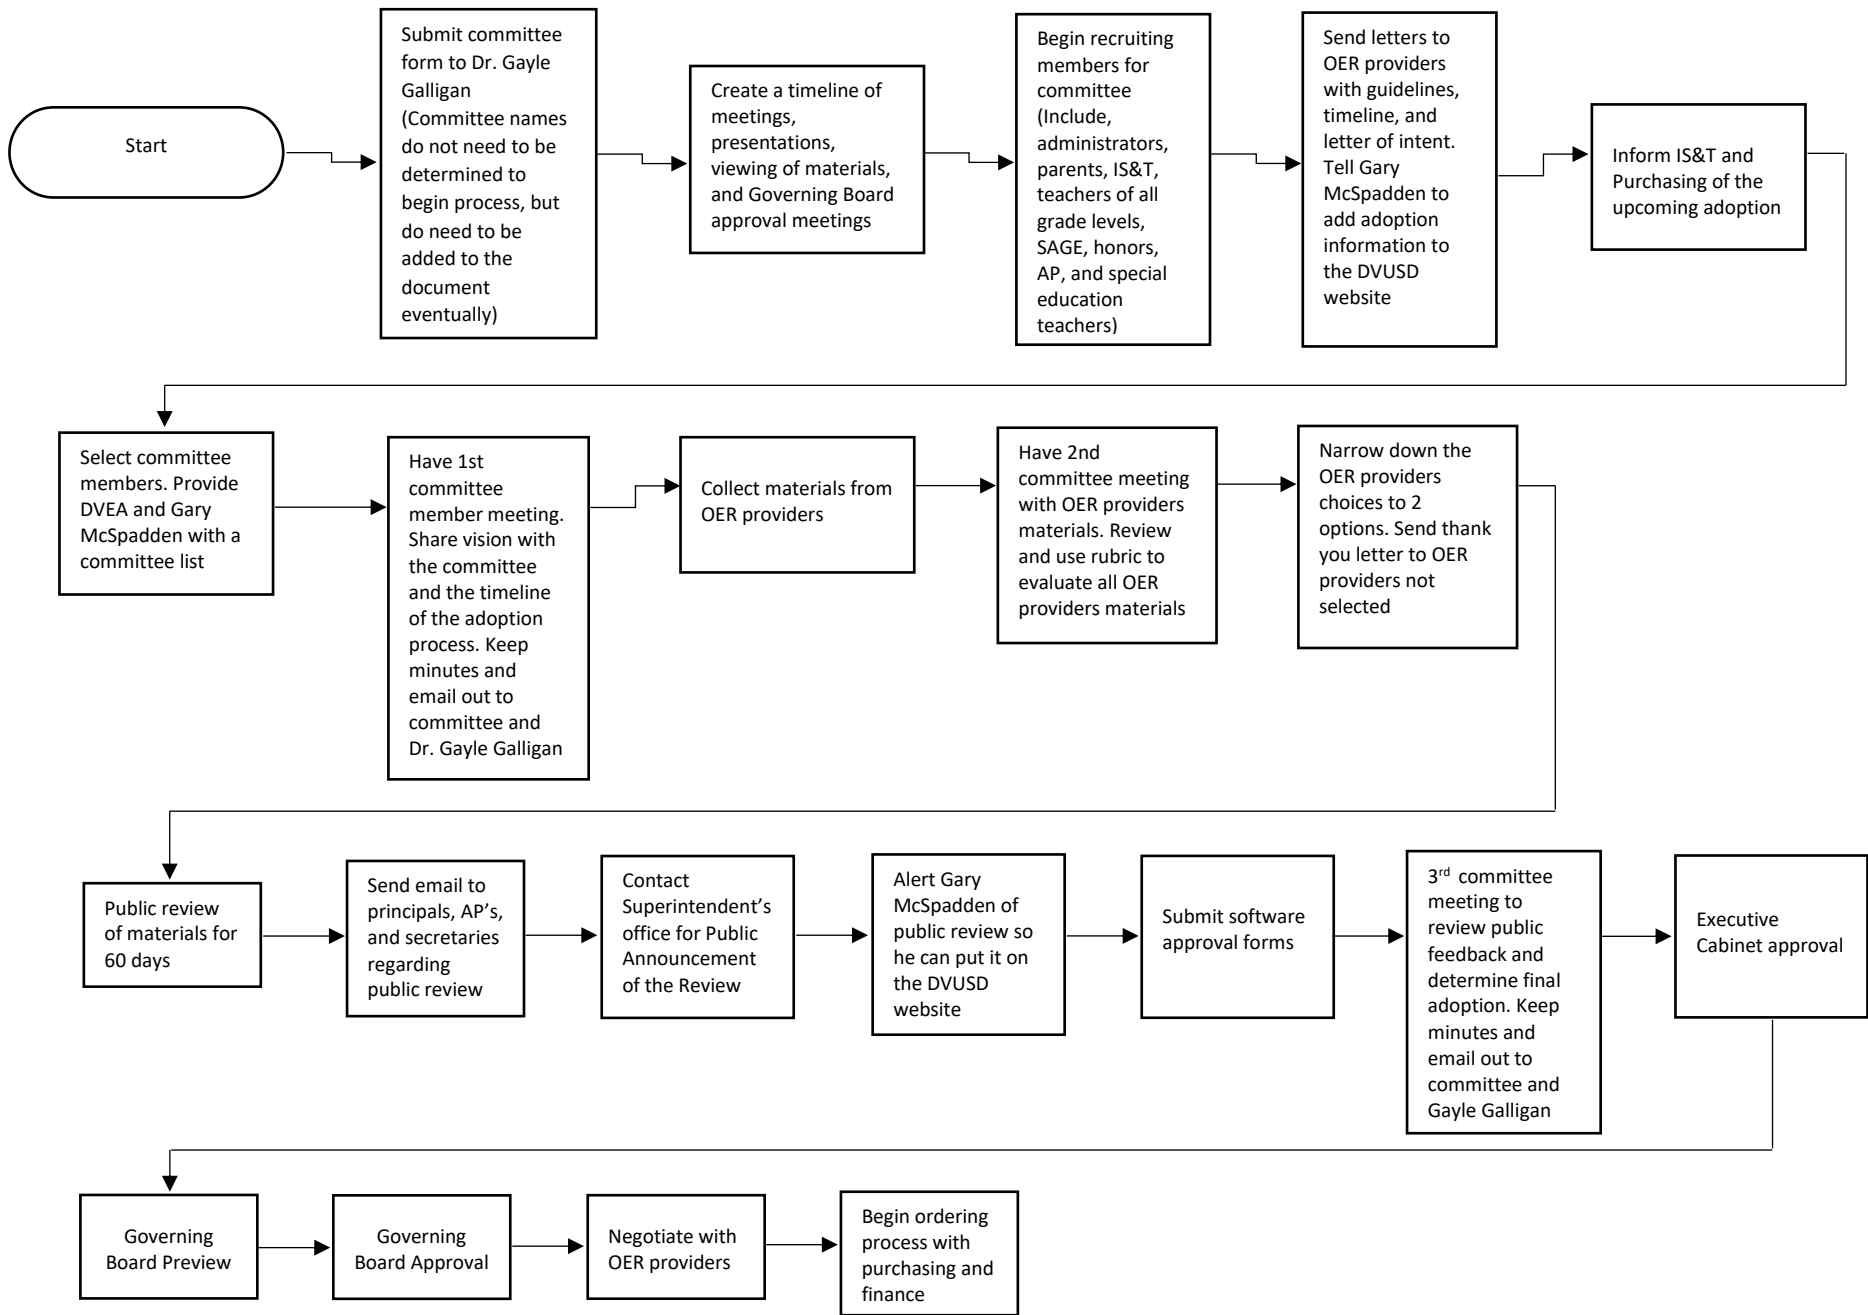 Start
Submit committee
form to Dr. Gayle
Galligan
(Committee names
do not need to be
determined to
begin process, but
do need to be
added to the
document
eventually)
Create a timeline of
meetings,
presentations,
viewing of materials,
and Governing Board
approval meetings
Begin recruiting
members for
committee
(Include,
administrators,
parents, IS&T,
teachers of all
grade levels,
SAGE, honors,
AP, and special
education
teachers)
Send letters to
OER providers
with guidelines,
timeline, and
letter of intent.
Tell Gary
McSpadden to
add adoption
information to
the DVUSD
website
Inform IS&T and
Purchasing of the
upcoming adoption
Select committee
members. Provide
DVEA and Gary
McSpadden with a
committee list
Have 1st
committee
member meeting.
Share vision with
the committee
and the timeline
of the adoption
process. Keep
minutes and
email out to
committee and
Dr. Gayle Galligan
Collect materials from
OER providers
Have 2nd
committee meeting
with OER providers
materials. Review
and use rubric to
evaluate all OER
providers materials
Narrow down the
OER providers
choices to 2
options. Send thank
you letter to OER
providers not
selected
Public review
of materials for
60 days
Send email to
principals, AP's,
and secretaries
regarding
public review
Contact
Superintendent's
office for Public
Announcement
of the Review
Alert Gary
McSpadden of
public review so
he can put it on
the DVUSD
website
Submit software
approval forms
3rd committee
meeting to
review public
feedback and
determine final
adoption. Keep
minutes and
email out to
committee and
Gayle Galligan
Executive
Cabinet approval
Governing
Board Preview
Governing
Board Approval
Negotiate with
OER providers
Begin ordering
process with
purchasing and
finance